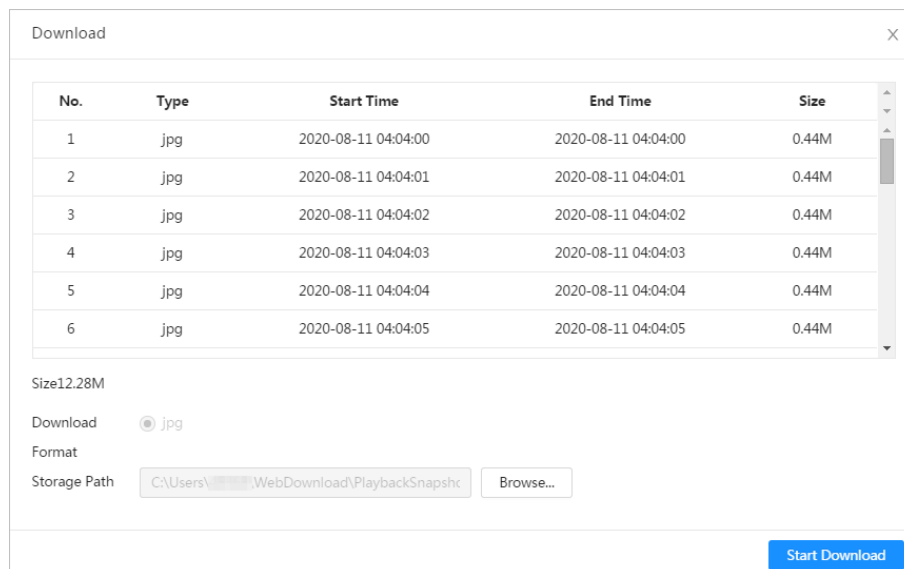 Download
No. Type Start Time End Time Size
1 jpg 2020-08-11 04:04:00 2020-08-11 04:04:00 0.44M
2 jpg 2020-08-11 04:04:01 2020-08-11 04:04:01 0.44M
3 jpg 2020-08-11 04:04:02 2020-08-11 04:04:02 0.44M
4 jpg 2020-08-11 04:04:03 2020-08-11 04:04:03 0.44M
5 jpg 2020-08-11 04:04:04 2020-08-11 04:04:04 0.44M
6 jpg 2020-08-11 04:04:05 2020-08-11 04:04:05 0.44M
Size12.28M
Download jpg
Format
Storage Path C:\Users\ WebDownload\PlaybackSnapsho Browse...
Start Download